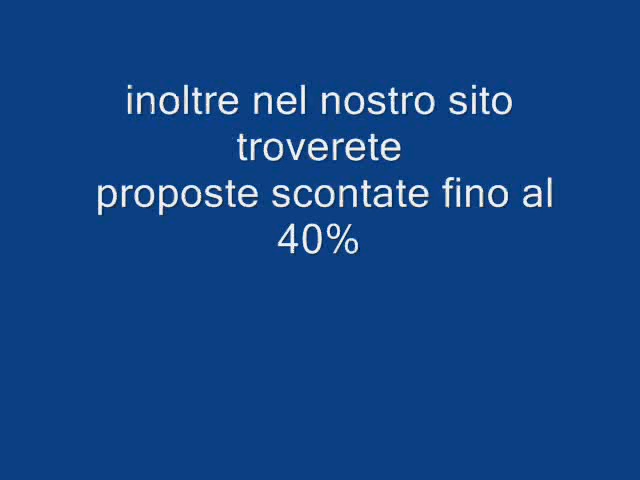 inoltre nel nostro sito
troverete
proposte scontate fino al
40%